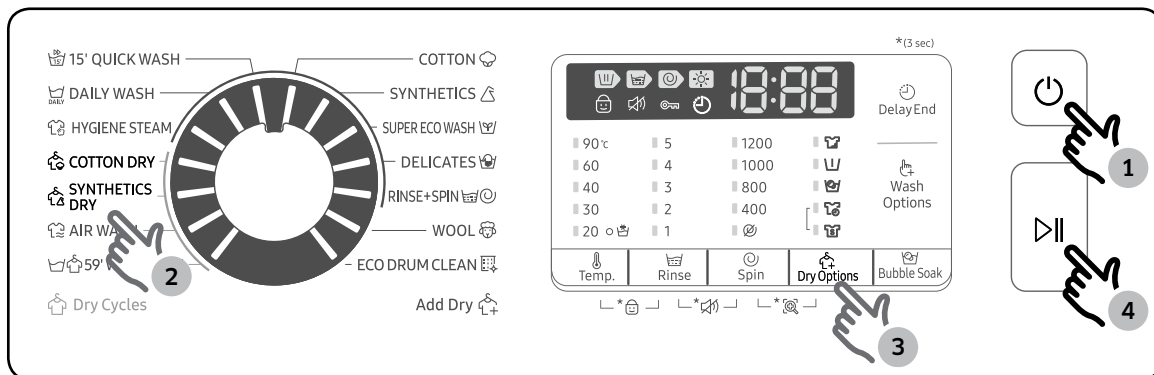 *(3 sec)
15' QUICK WASH
COTTON
DAILY WASH
DAILY
SYNTHETICS
HYGIENE STEAM
SUPER ECO WASH
COTTON DRY
DELICATES
SYNTHETICS
DRY
RINSE+SPIN
AIR WA
WOOL
59'
ECO DRUM CLEAN
Dry Cycles
Add Dry
18:88
Delay End
90℃ 5 1200
60 4 1000
40 3 800
30 2 400
20 1
Wash
Options
Temp. Rinse Spin Dry Options Bubble Soak
* * *
1
2
3
4